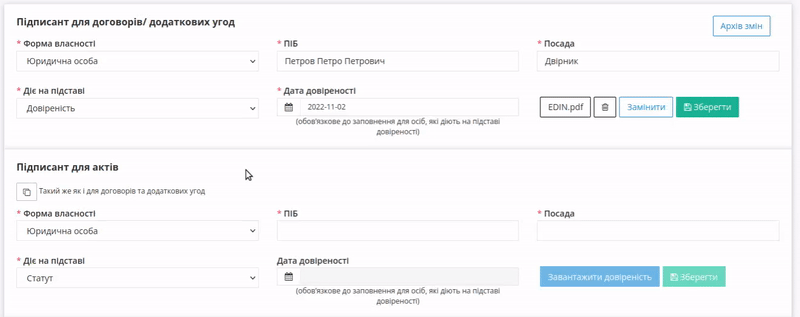 Підписант для договорів/ додаткових угод
Архів змін
* Форма власності
* ПІБ
* Посада
Юридична особа
Петров Петро Петрович
Двірник
* Діє на підставі
* Дата довіреності
Довіреність
2022-11-02
EDIN.pdf
Замінити
Зберегти
(обов'язкове до заповнення для осіб, які діють на підставі
довіреності)
Підписант для актів
Такий же як і для договорів та додаткових угод
* Форма власності
* ПІБ
* Посада
Юридична особа
* Діє на підставі
Дата довіреності
Статут
Завантажити довіреність
Зберегти
(обов'язкове до заповнення для осіб, які діють на підставі
довіреності)